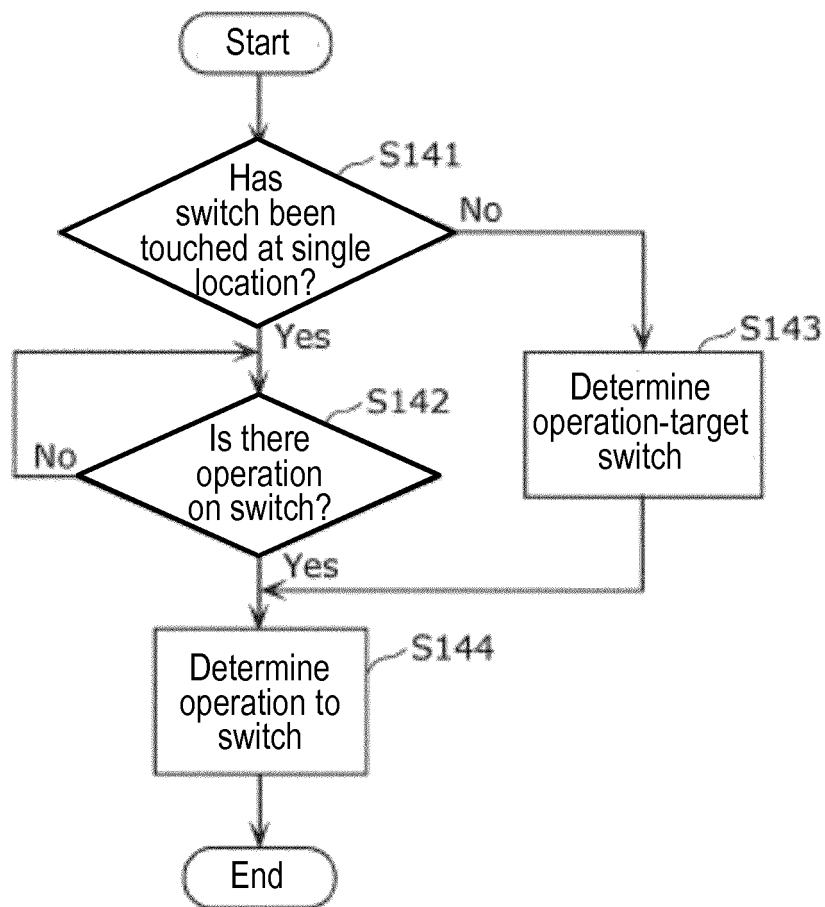 Start
S141
Has
switch been
touched at single
location?
No
Yes
S143
Determine
operation-target
switch
S142
Is there
operation
on switch?
No
Yes
S144
Determine
operation to
switch
End